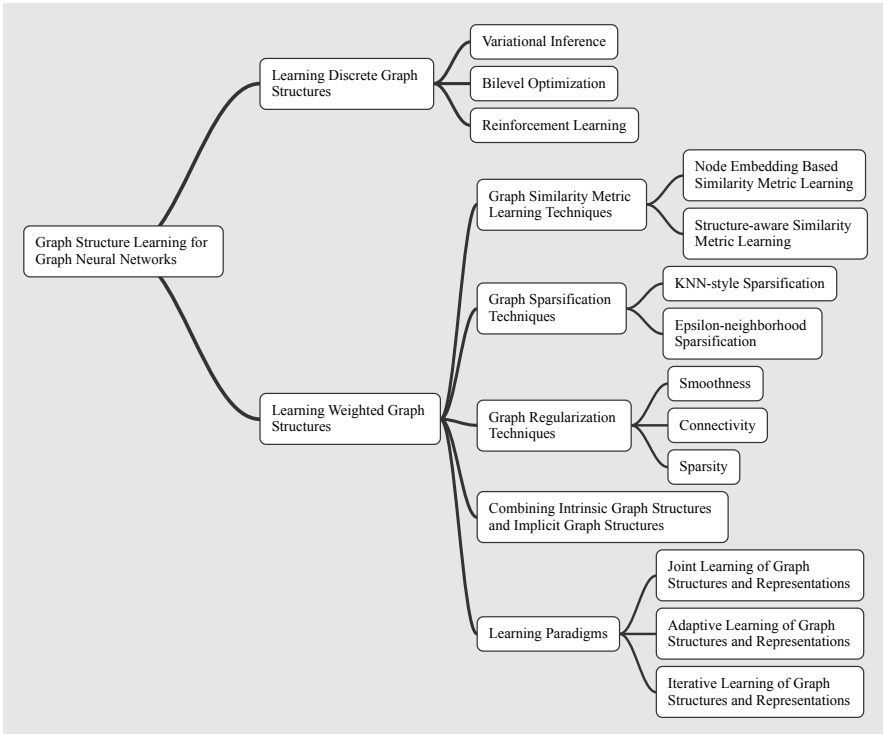 Graph Structure Learning for
Graph Neural Networks
Learning Discrete Graph
Structures
Variational Inference
Bilevel Optimization
Reinforcement Learning
Learning Weighted Graph
Structures
Graph Similarity Metric
Learning Techniques
Node Embedding Based
Similarity Metric Learning
Structure-aware Similarity
Metric Learning
Graph Sparsification
Techniques
KNN-style Sparsification
Epsilon-neighborhood
Sparsification
Graph Regularization
Techniques
Smoothness
Connectivity
Sparsity
Combining Intrinsic Graph Structures
and Implicit Graph Structures
Learning Paradigms
Joint Learning of Graph
Structures and Representations
Adaptive Learning of Graph
Structures and Representations
Iterative Learning of Graph
Structures and Representations